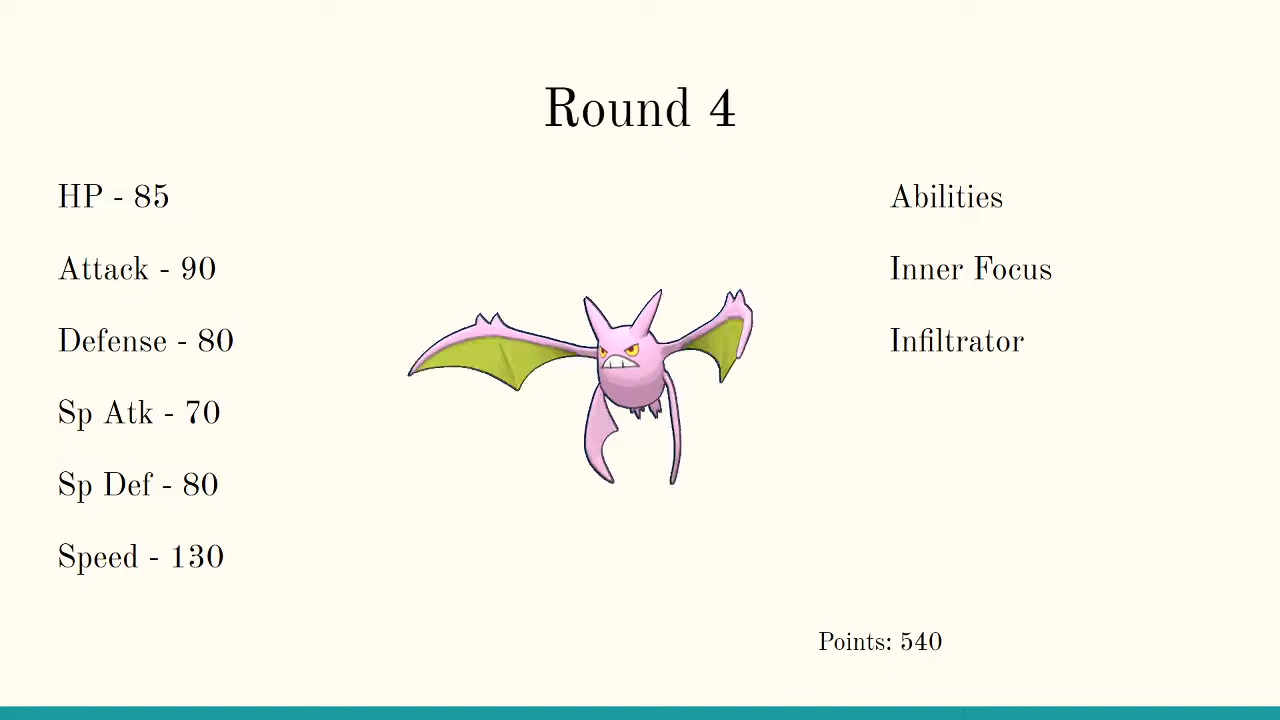 Round 4
HP - 85
Attack - 90
Defense - 80
Sp Atk - 70
Sp Def - 80
Speed - 130
Abilities
Inner Focus
Infiltrator
Points: 540